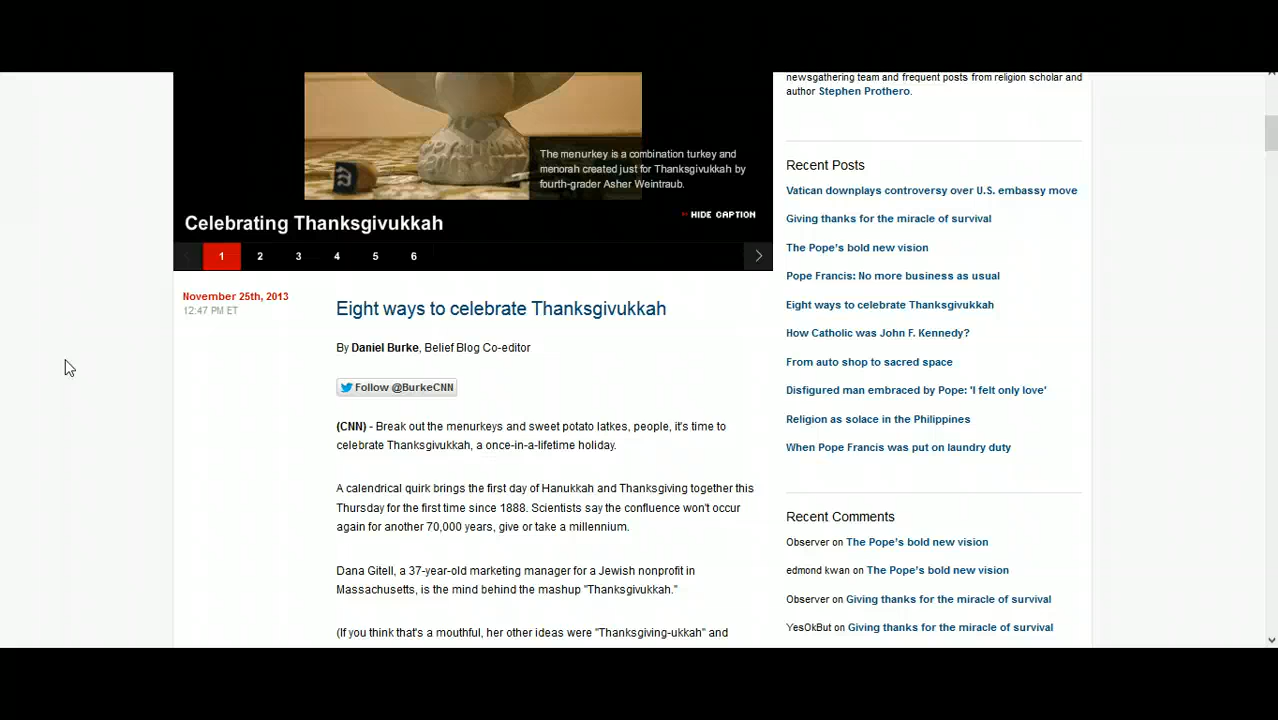 The menurkey is a combination turkey and
menorah created just for Thanksgivukkah by
fourth-grader Asher Weintraub.
HIDE CAPTION
Celebrating Thanksgivukkah
1 2 3 4 5 6
November 25th, 2013
12:47 PM ET
Eight ways to celebrate Thanksgivukkah
By Daniel Burke, Belief Blog Co-editor
Follow @BurkeCNN
(CNN) - Break out the menurkeys and sweet potato latkes, people, it's time to
celebrate Thanksgivukkah, a once-in-a-lifetime holiday.
A calendrical quirk brings the first day of Hanukkah and Thanksgiving together this
Thursday for the first time since 1888. Scientists say the confluence won't occur
again for another 70,000 years, give or take a millennium.
Dana Gitell, a 37-year-old marketing manager for a Jewish nonprofit in
Massachusetts, is the mind behind the mashup "Thanksgivukkah."
(If you think that's a mouthful, her other ideas were "Thanksgiving-ukkah" and
newsgathering team and frequent posts from religion scholar and
author Stephen Prothero.
Recent Posts
Vatican downplays controversy over U.S. embassy move
Giving thanks for the miracle of survival
The Pope's bold new vision
Pope Francis: No more business as usual
Eight ways to celebrate Thanksgivukkah
How Catholic was John F. Kennedy?
From auto shop to sacred space
Disfigured man embraced by Pope: 'I felt only love'
Religion as solace in the Philippines
When Pope Francis was put on laundry duty
Recent Comments
Observer on The Pope's bold new vision
edmond kwan on The Pope's bold new vision
Observer on Giving thanks for the miracle of survival
YesOkBut on Giving thanks for the miracle of survival